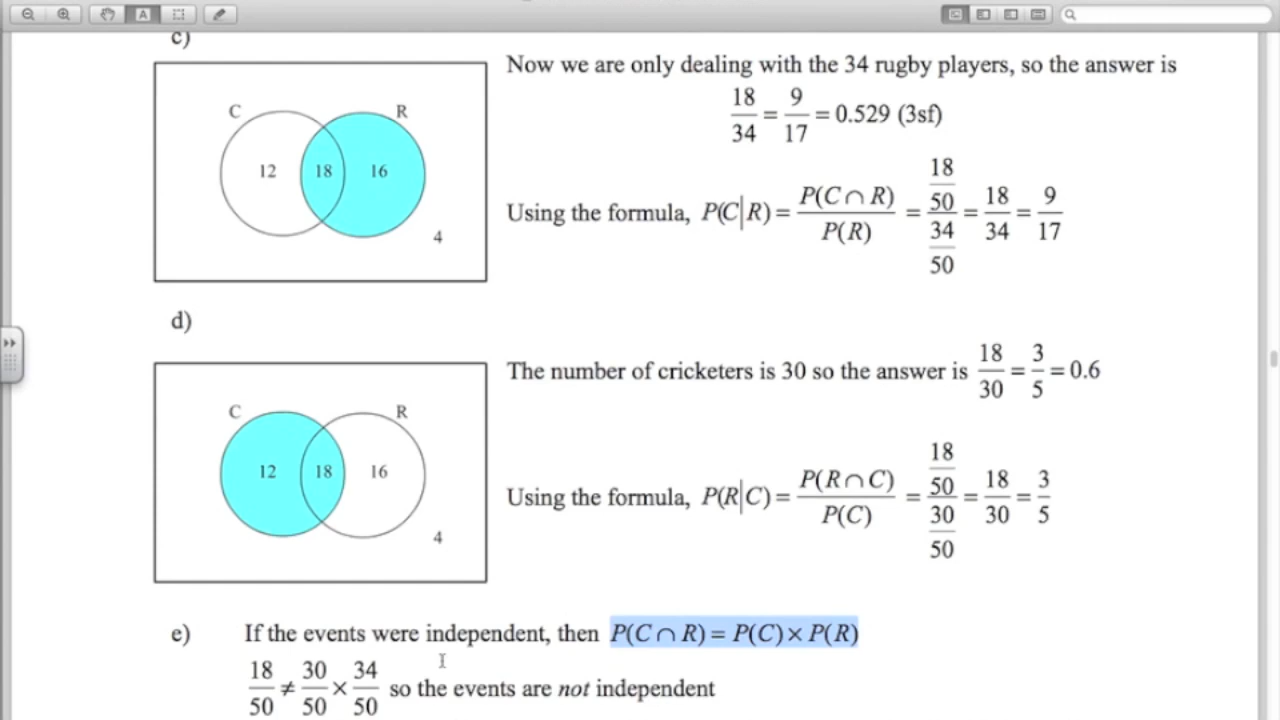 c)
Now we are only dealing with the 34 rugby players, so the answer is
18/34 = 9/17 = 0.529 (3sf)
C R
12 18 16
4
Using the formula, P(C|R) = P(C∩R)/P(R) = (18/50)/(34/50) = 18/34 = 9/17
d)
The number of cricketers is 30 so the answer is 18/30 = 3/5 = 0.6
C R
12 18 16
4
Using the formula, P(R|C) = P(R∩C)/P(C) = (18/50)/(30/50) = 18/30 = 3/5
e) If the events were independent, then P(C∩R) = P(C)×P(R)
18/50 ≠ 30/50 × 34/50 so the events are not independent